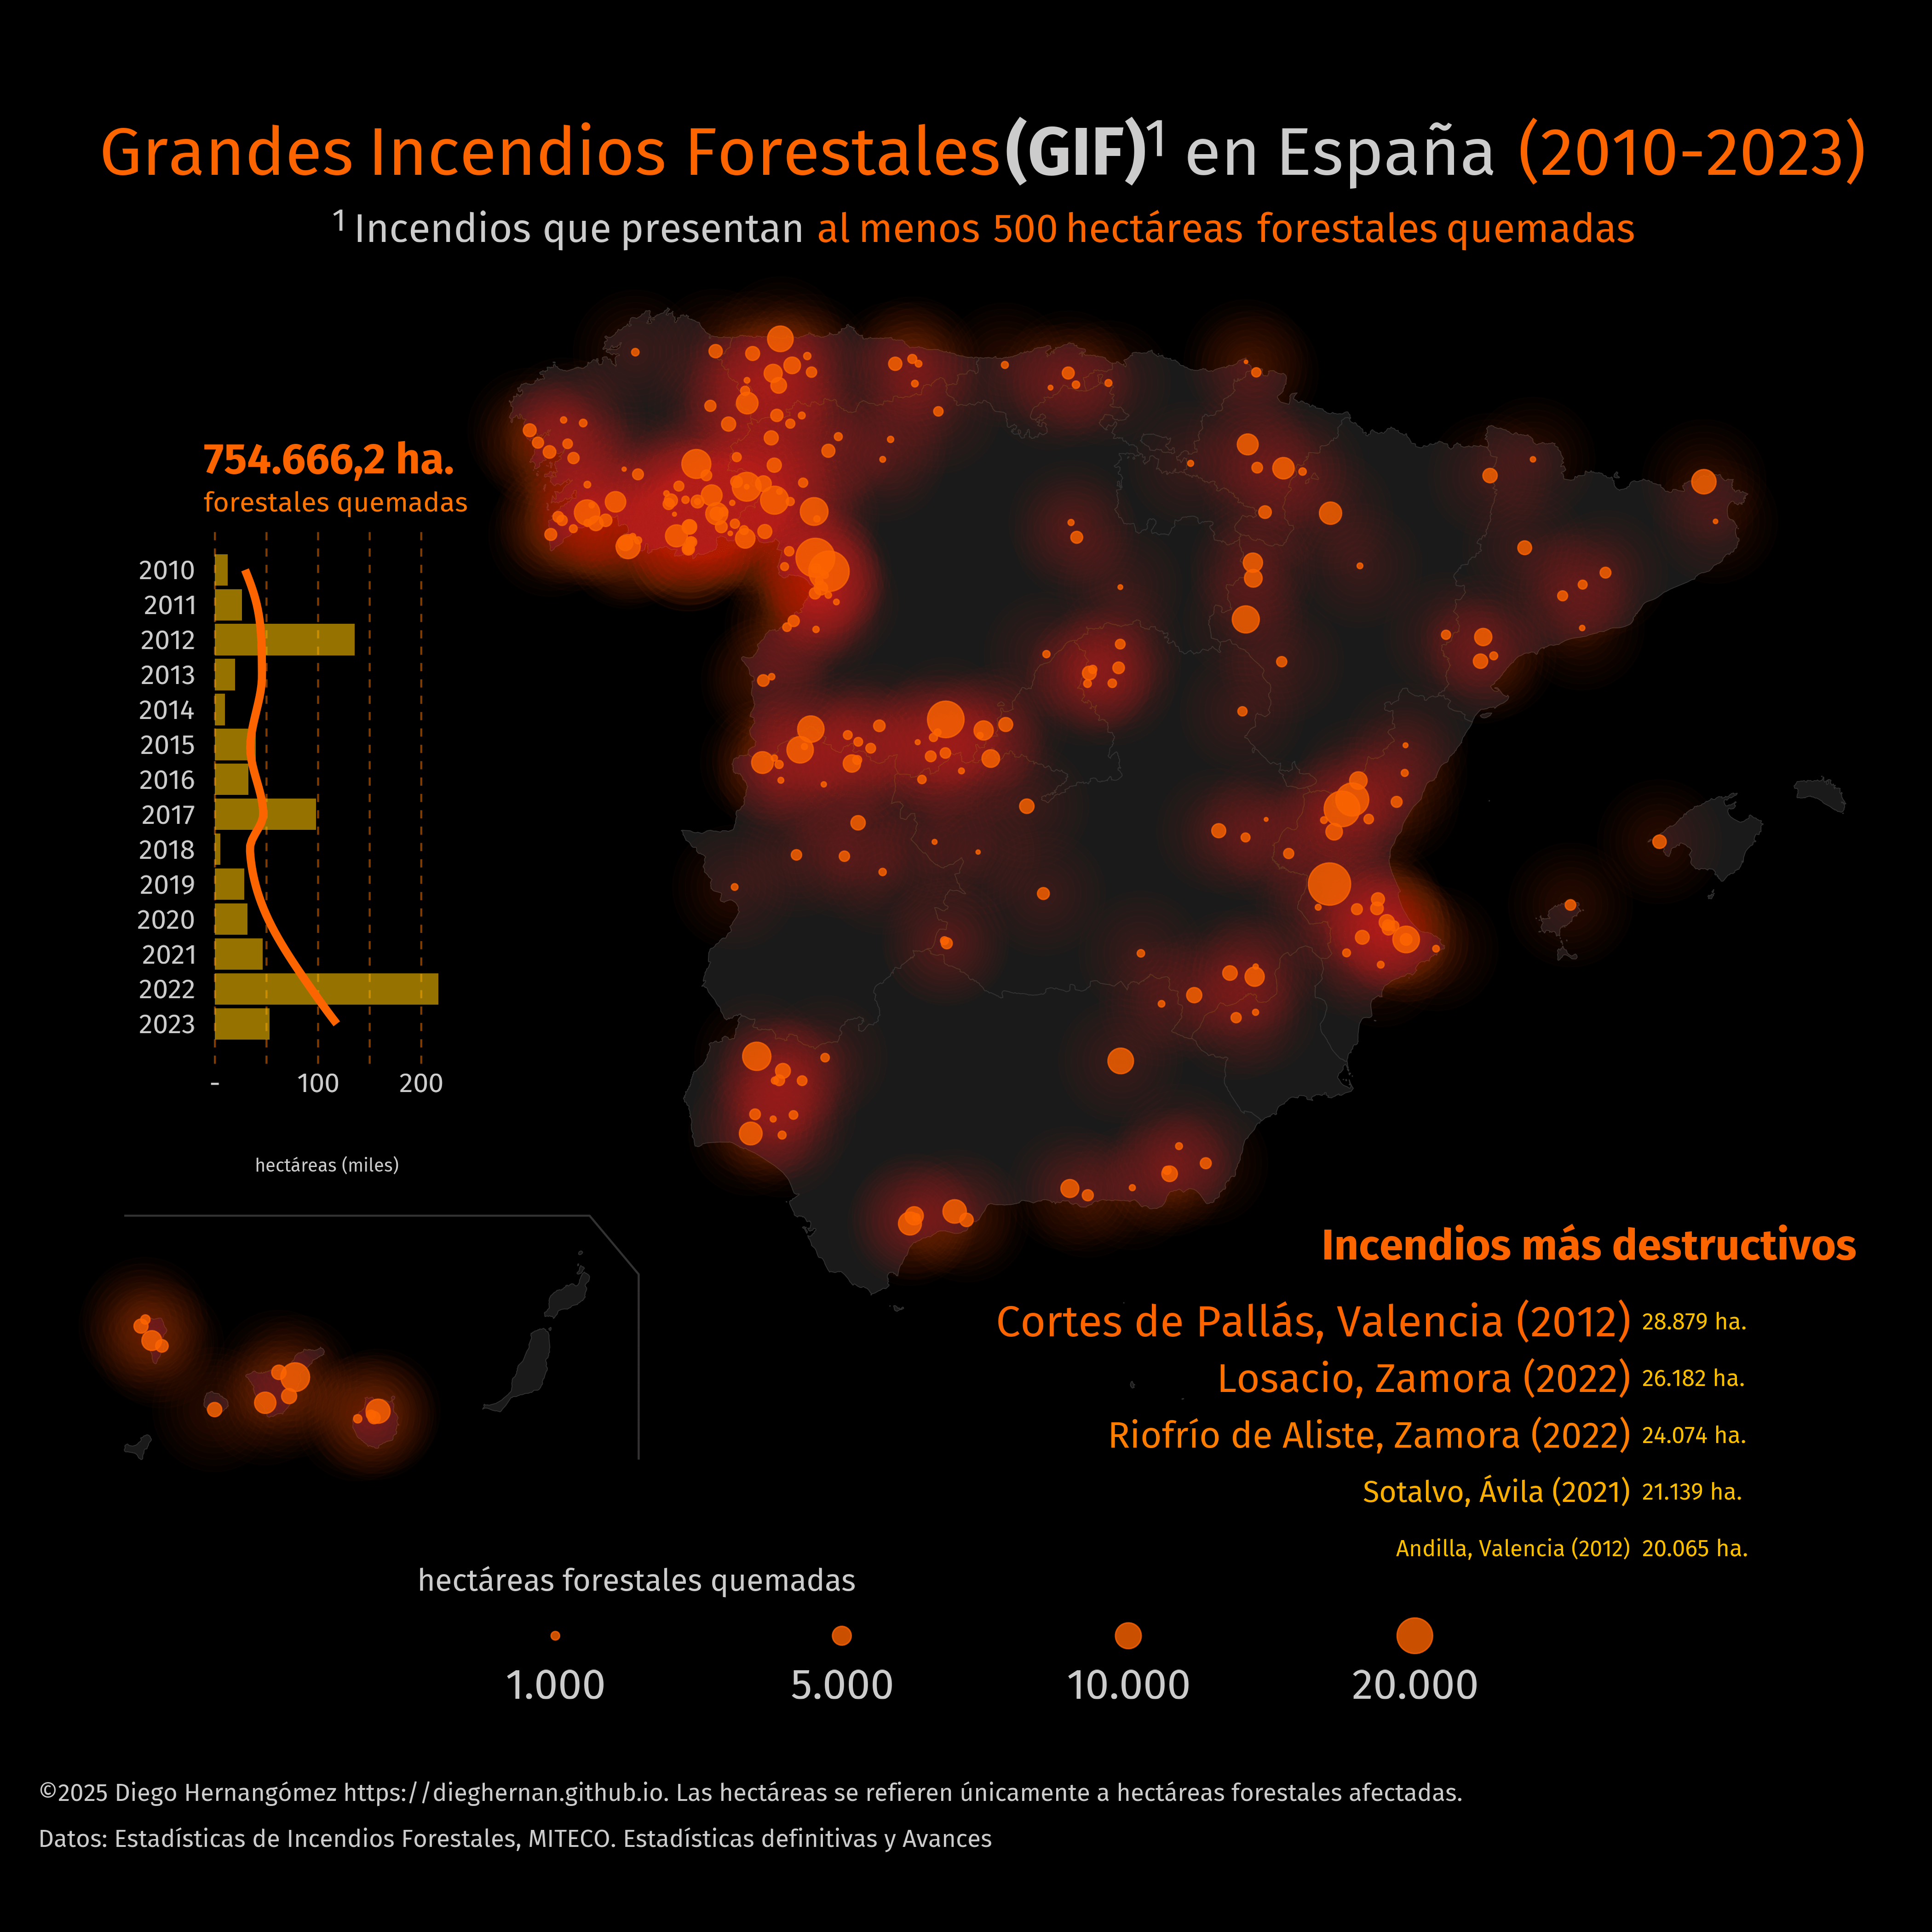 Grandes Incendios Forestales(GIF)¹ en España (2010-2023)
¹ Incendios que presentan al menos 500 hectáreas forestales quemadas
754.666,2 ha.
forestales quemadas
2010
2011
2012
2013
2014
2015
2016
2017
2018
2019
2020
2021
2022
2023
- 100 200
hectáreas (miles)
Incendios más destructivos
Cortes de Pallás, Valencia (2012) 28.879 ha.
Losacio, Zamora (2022) 26.182 ha.
Riofrío de Aliste, Zamora (2022) 24.074 ha.
Sotalvo, Ávila (2021) 21.139 ha.
Andilla, Valencia (2012) 20.065 ha.
hectáreas forestales quemadas
1.000 5.000 10.000 20.000
©2025 Diego Hernangómez https://dieghernan.github.io. Las hectáreas se refieren únicamente a hectáreas forestales afectadas.
Datos: Estadísticas de Incendios Forestales, MITECO. Estadísticas definitivas y Avances